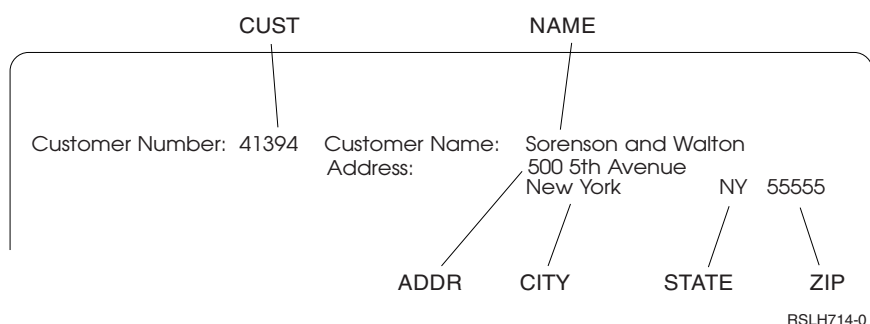 CUST NAME
Customer Number: 41394 Customer Name: Sorenson and Walton
Address: 500 5th Avenue
New York NY 55555
ADDR CITY STATE ZIP
RSLH714-0